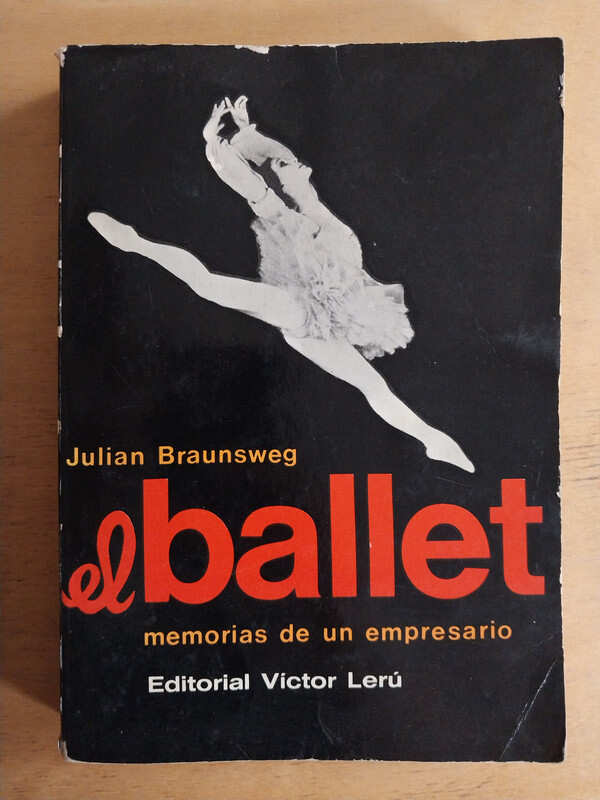 Julian Braunsweg
el ballet
memorias de un empresario
Editorial Victor Lerú